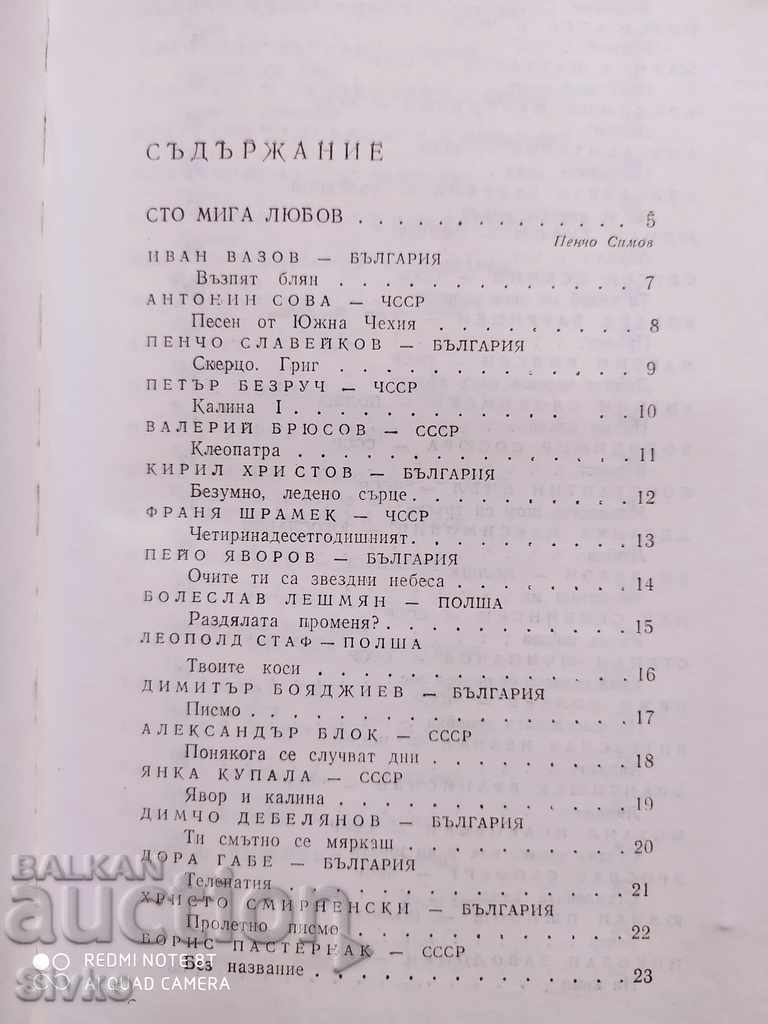 СЪДЪРЖАНИЕ
СТО МИГА ЛЮБОВ . . . . . . . . . . . . . . 5
Пенчо Симов
ИВАН ВАЗОВ — БЪЛГАРИЯ
Възпят блян . . . . . . . . . . . . . . 7
АНТОНИН СОВА — ЧССР
Песен от Южна Чехия . . . . . . . . . . 8
ПЕНЧО СЛАВЕЙКОВ — БЪЛГАРИЯ
Скерцо. Григ . . . . . . . . . . . . . 9
ПЕТЪР БЕЗРУЧ — ЧССР
Калина I . . . . . . . . . . . . . . . 10
ВАЛЕРИЙ БРЮСОВ — СССР
Клеопатра . . . . . . . . . . . . . . . 11
КИРИЛ ХРИСТОВ — БЪЛГАРИЯ
Безумно, ледено сърце . . . . . . . . . 12
ФРАНЯ ШРАМЕК — ЧССР
Четиринадесетгодишният . . . . . . . . . 13
ПЕЙО ЯВОРОВ — БЪЛГАРИЯ
Очите ти са звездни небеса . . . . . . . 14
БОЛЕСЛАВ ЛЕШМЯН — ПОЛША
Раздялата променя? . . . . . . . . . . . 15
ЛЕОПОЛД СТАФ — ПОЛША
Твоите коси . . . . . . . . . . . . . . 16
ДИМИТЪР БОЯДЖИЕВ — БЪЛГАРИЯ
Писмо . . . . . . . . . . . . . . . . . 17
АЛЕКСАНДЪР БЛОК — СССР
Понякога се случват дни . . . . . . . . 18
ЯНКА КУПАЛА — СССР
Явор и калина . . . . . . . . . . . . . 19
ДИМЧО ДЕБЕЛЯНОВ — БЪЛГАРИЯ
Ти смътно се мяркаш . . . . . . . . . . 20
ДОРА ГАБЕ — БЪЛГАРИЯ
Телепатия . . . . . . . . . . . . . . . 21
ХРИСТО СМИРНЕНСКИ — БЪЛГАРИЯ
Пролетно писмо . . . . . . . . . . . . . 22
БОРИС ПАСТЕРНАК — СССР
Без название . . . . . . . . . . . . . . 23
BALKAN
auction
REDMI NOTE 8T
AI QUAD CAMERA
Sivko